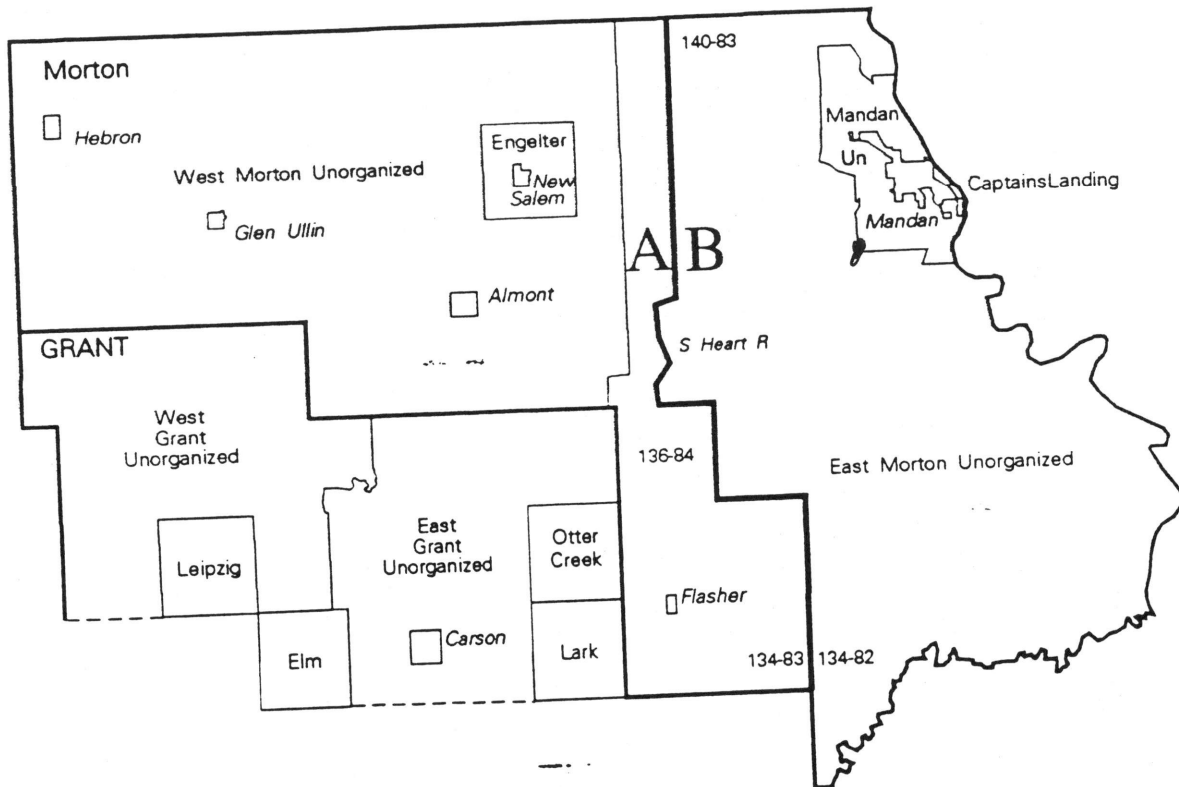 Morton
140-83
Hebron
Mandan
Un
Engelter
New
Salem
West Morton Unorganized
CaptainsLanding
Mandan
Glen Ullin
A B
Almont
S Heart R
GRANT
West
Grant
Unorganized
136-84
East Morton Unorganized
East
Grant
Unorganized
Otter
Creek
Leipzig
Flasher
Carson
Elm
Lark
134-83
134-82